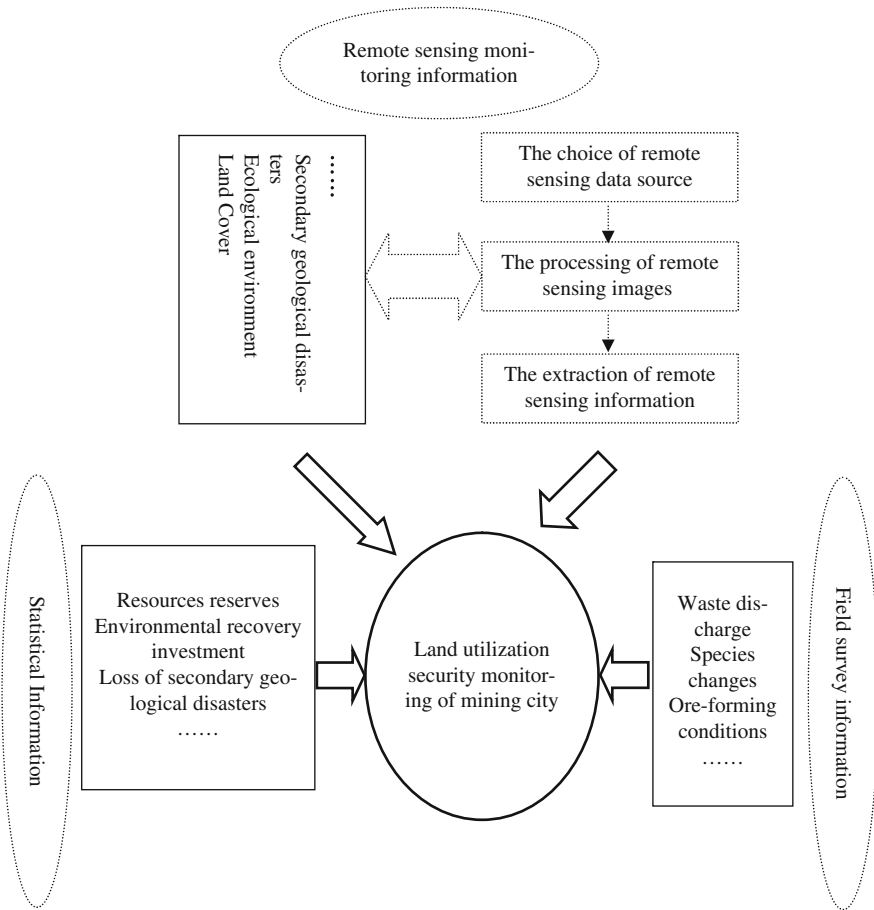 Remote sensing moni-
toring information
……
Secondary geological disas-
ters
Ecological environment
Land Cover
The choice of remote
sensing data source
The processing of remote
sensing images
The extraction of remote
sensing information
Statistical Information
Resources reserves
Environmental recovery
investment
Loss of secondary geo-
logical disasters
……
Land utilization
security monitor-
ing of mining city
Waste dis-
charge
Species
changes
Ore-forming
conditions
……
Field survey information